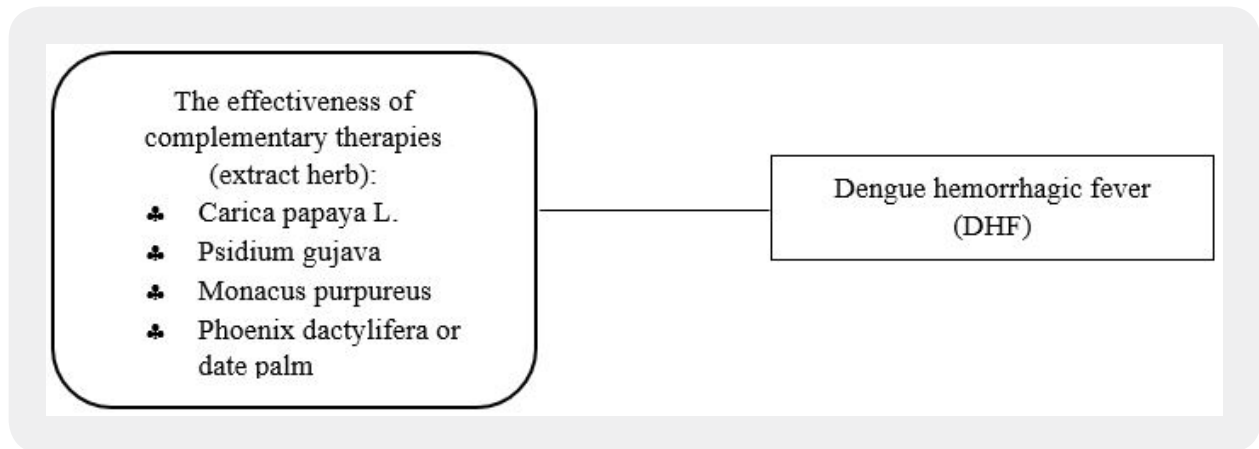 The effectiveness of
complementary therapies
(extract herb):
♣ Carica papaya L.
♣ Psidium gujava
♣ Monacus purpureus
♣ Phoenix dactylifera or
date palm
Dengue hemorrhagic fever
(DHF)